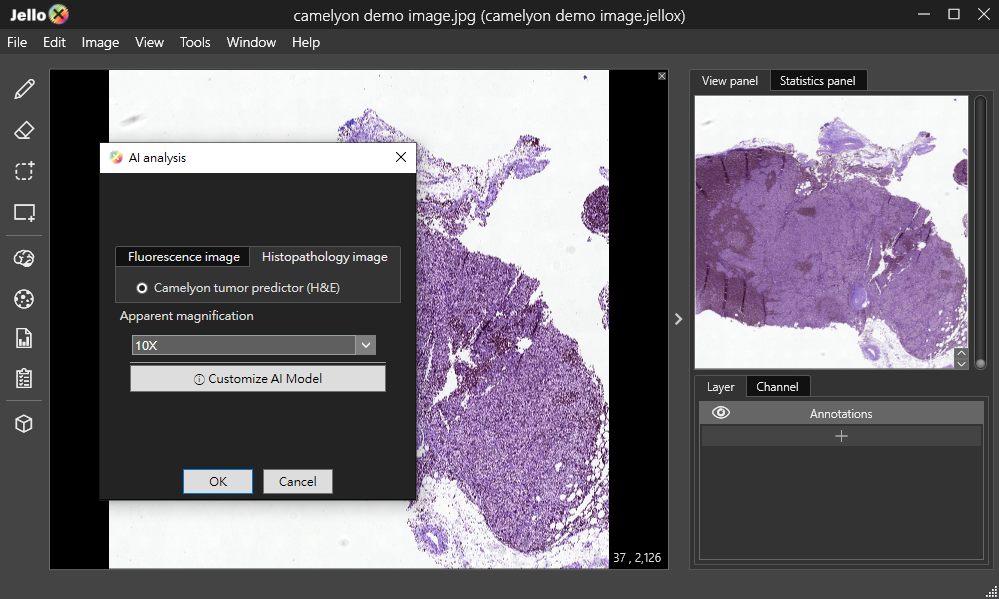 JelloX camelyon demo image.jpg (camelyon demo image.jellox)
File Edit Image View Tools Window Help
View panel Statistics panel
AI analysis
Fluorescence image Histopathology image
Camelyon tumor predictor (H&E)
Apparent magnification
10X
Customize AI Model
OK Cancel
Layer Channel
Annotations
37 , 2,126